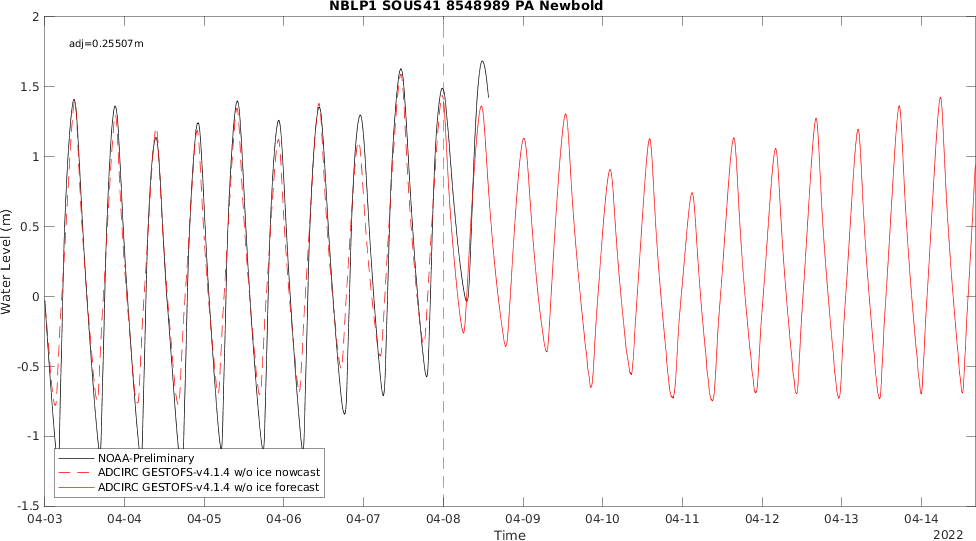 NBLP1 SOUS41 8548989 PA Newbold
adj=0.25507m
2
1.5
1
0.5
0
-0.5
-1
-1.5
Water Level (m)
NOAA-Preliminary
ADCIRC GESTOFS-v4.1.4 w/o ice nowcast
ADCIRC GESTOFS-v4.1.4 w/o ice forecast
04-03 04-04 04-05 04-06 04-07 04-08 04-09 04-10 04-11 04-12 04-13 04-14
Time
2022